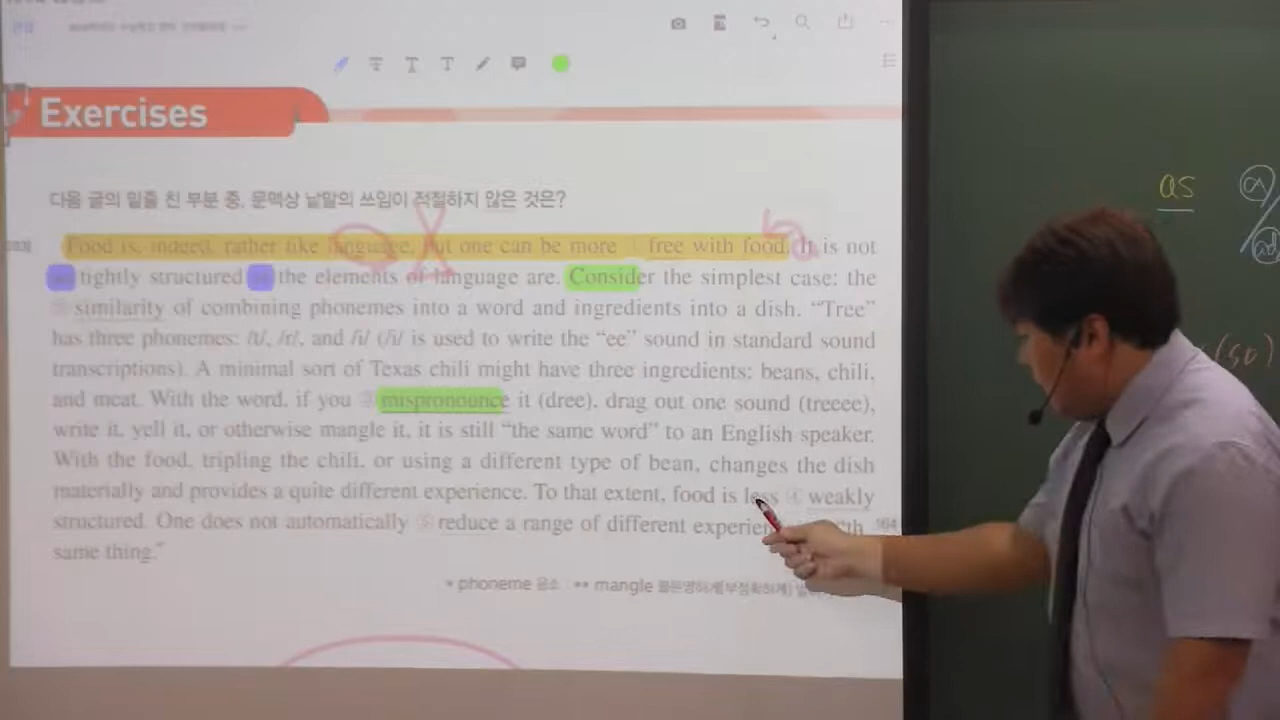 Exercises
다음 글의 밑줄 친 부분 중, 문맥상 낱말의 쓰임이 적절하지 않은 것은?
Food is, indeed, rather like language, but one can be more ① free with food. It is not
as tightly structured as the elements of language are. Consider the simplest case: the
② similarity of combining phonemes into a word and ingredients into a dish. “Tree”
has three phonemes: /t/, /r/, and /i/ (/i/ is used to write the “ee” sound in standard sound
transcriptions). A minimal sort of Texas chili might have three ingredients: beans, chili,
and meat. With the word, if you ③ mispronounce it (dree), drag out one sound (treeee),
write it, yell it, or otherwise mangle it, it is still “the same word” to an English speaker.
With the food, tripling the chili, or using a different type of bean, changes the dish
materially and provides a quite different experience. To that extent, food is less ④ weakly
structured. One does not automatically ⑤ reduce a range of different
same thing.”
* phoneme 음소 ** mangle
164
as
(so)